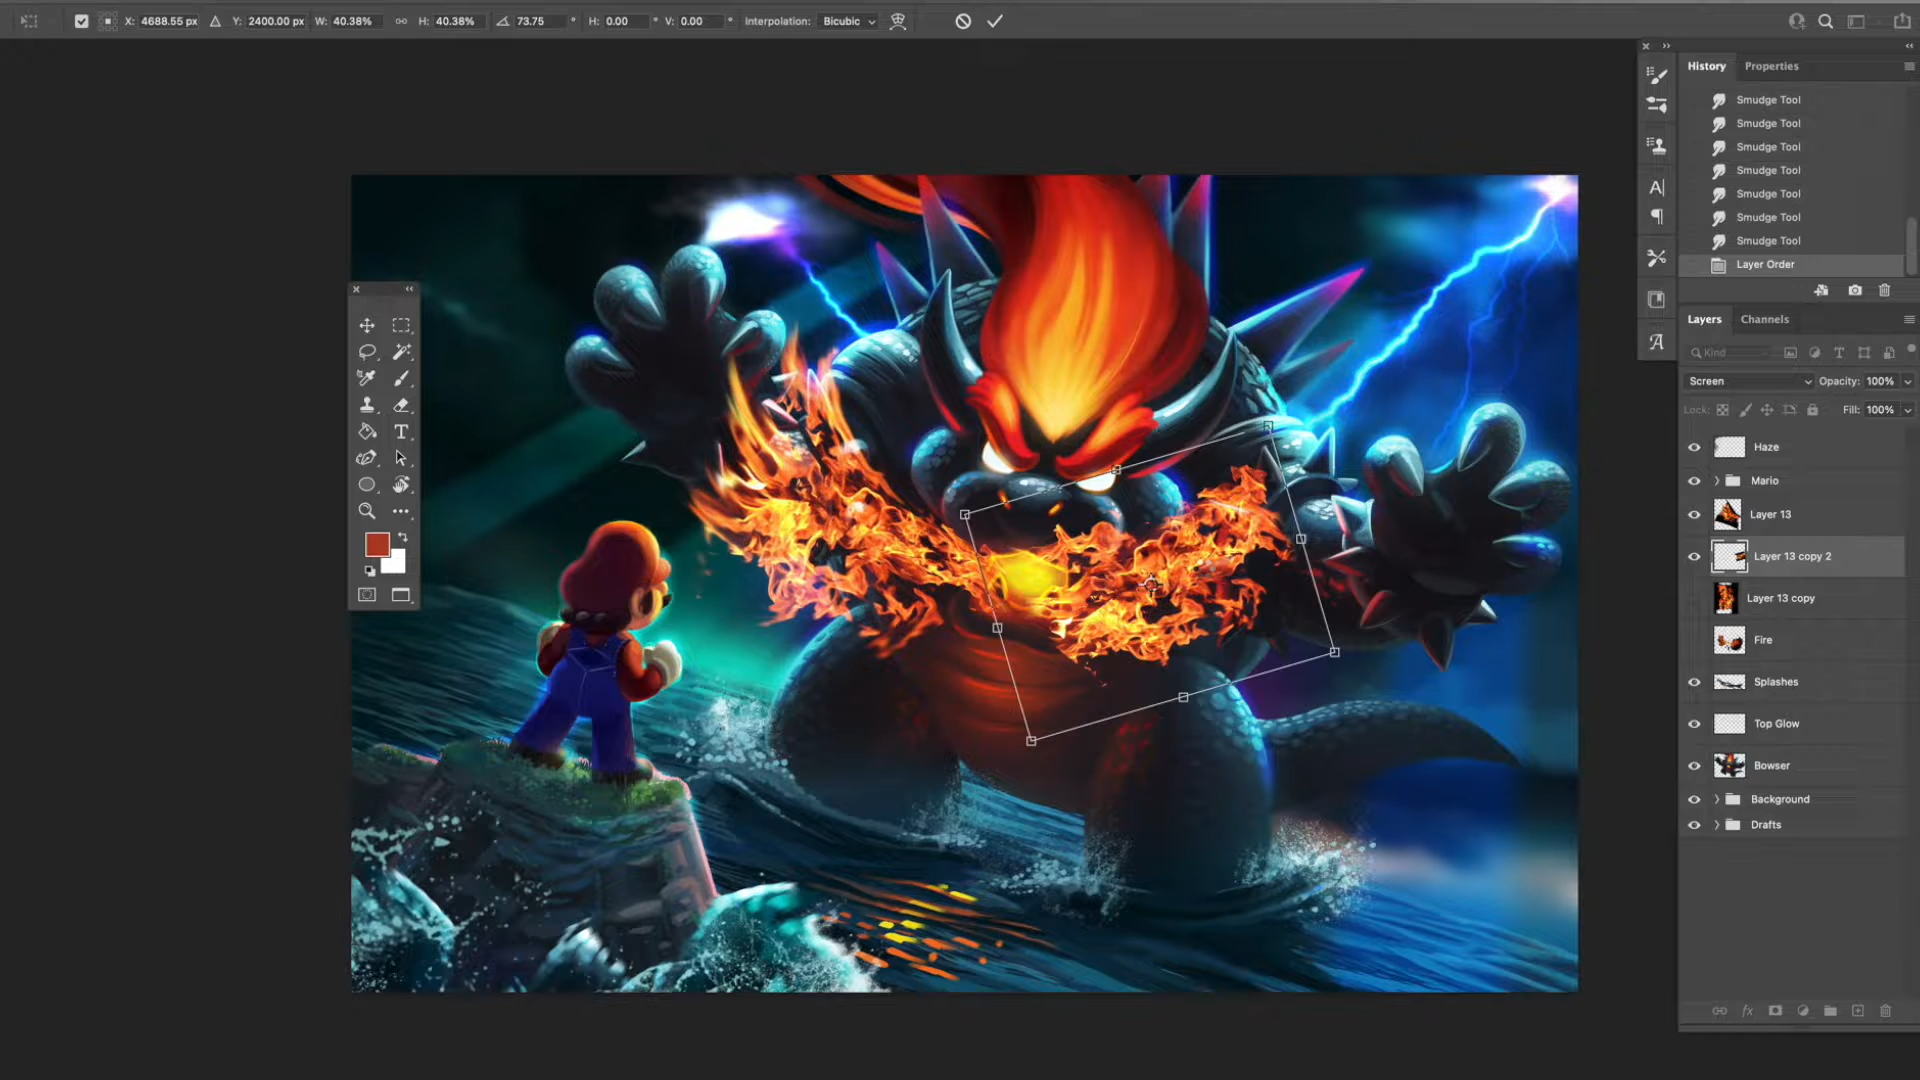 X: 4688.55 px Y: 2400.00 px W: 40.38% H: 40.38% 73.75 ° H: 0.00 ° V: 0.00 ° Interpolation: Bicubic
History Properties
Smudge Tool
Smudge Tool
Smudge Tool
Smudge Tool
Smudge Tool
Smudge Tool
Smudge Tool
Layer Order
Layers Channels
Kind
Screen Opacity: 100%
Lock: Fill: 100%
Haze
Mario
Layer 13
Layer 13 copy 2
Layer 13 copy
Fire
Splashes
Top Glow
Bowser
Background
Drafts